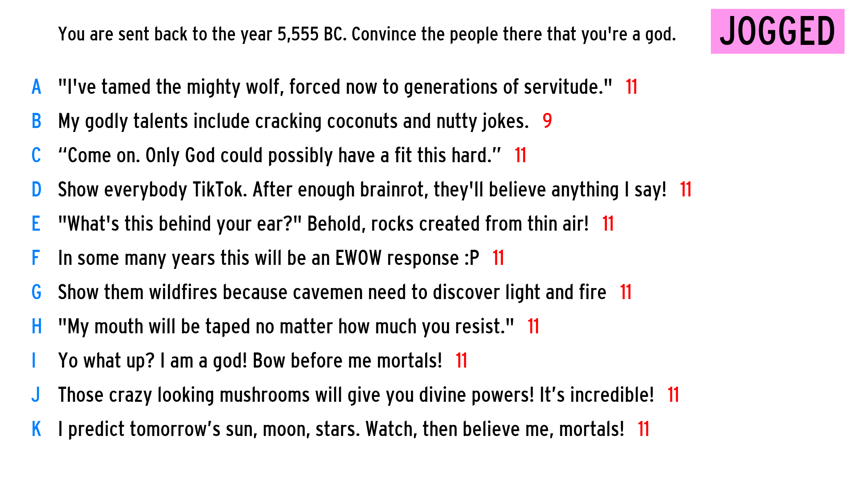 You are sent back to the year 5,555 BC. Convince the people there that you're a god.
JOGGED
A "I've tamed the mighty wolf, forced now to generations of servitude." 11
B My godly talents include cracking coconuts and nutty jokes. 9
C “Come on. Only God could possibly have a fit this hard.” 11
D Show everybody TikTok. After enough brainrot, they'll believe anything I say! 11
E "What's this behind your ear?" Behold, rocks created from thin air! 11
F In some many years this will be an EWOW response :P 11
G Show them wildfires because cavemen need to discover light and fire 11
H "My mouth will be taped no matter how much you resist." 11
I Yo what up? I am a god! Bow before me mortals! 11
J Those crazy looking mushrooms will give you divine powers! It’s incredible! 11
K I predict tomorrow’s sun, moon, stars. Watch, then believe me, mortals! 11